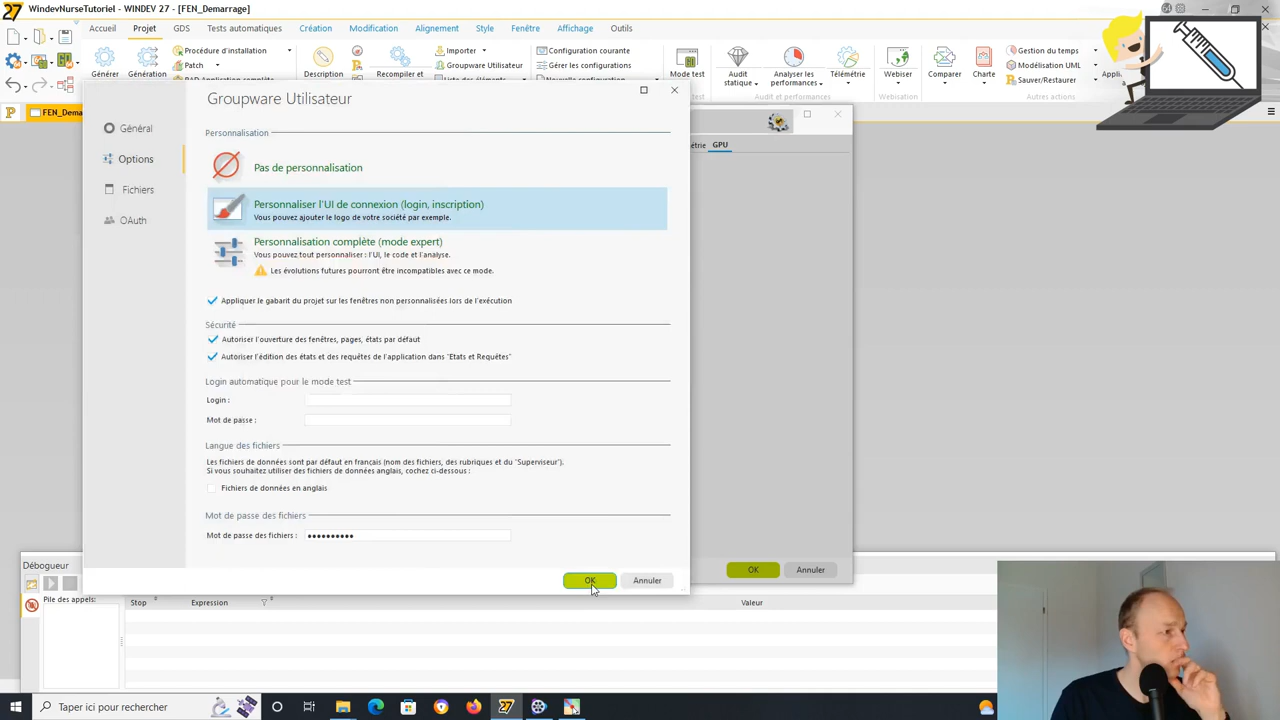 WindevNurseTutoriel - WINDEV 27 - [FEN_Demarrage]
Accueil Projet GDS Tests automatiques Création Modification Alignement Style Fenêtre Affichage Outils
Procédure d'installation Importer Configuration courante Gestion du temps
Patch Groupware Utilisateur Gérer les configurations Modélisation UML
Générer Génération Description Recompiler et Mode test Audit statique Analyser les performances Télémétrie Webiser Comparer Charte
Sauver/Restaurer
Audit et performances Webisation Autres actions
FEN_Dema
Groupware Utilisateur
GPU
Général
Options
Fichiers
OAuth
Personnalisation
Pas de personnalisation
Personnaliser l'UI de connexion (login, inscription)
Vous pouvez ajouter le logo de votre société par exemple.
Personnalisation complète (mode expert)
Vous pouvez tout personnaliser : l'UI, le code et l'analyse.
Les évolutions futures pourront être incompatibles avec ce mode.
Appliquer le gabarit du projet sur les fenêtres non personnalisées lors de l'exécution
Sécurité
Autoriser l'ouverture des fenêtres, pages, états par défaut
Autoriser l'édition des états et des requêtes de l'application dans "Etats et Requêtes"
Login automatique pour le mode test
Login :
Mot de passe :
Langue des fichiers
Les fichiers de données sont par défaut en français (nom des fichiers, des rubriques et du "Superviseur").
Si vous souhaitez utiliser des fichiers de données anglais, cochez ci-dessous :
Fichiers de données en anglais
Mot de passe des fichiers
Mot de passe des fichiers : ••••••••••
OK Annuler
OK Annuler
Débogueur
Pile des appels:
Stop Expression Valeur
Taper ici pour rechercher